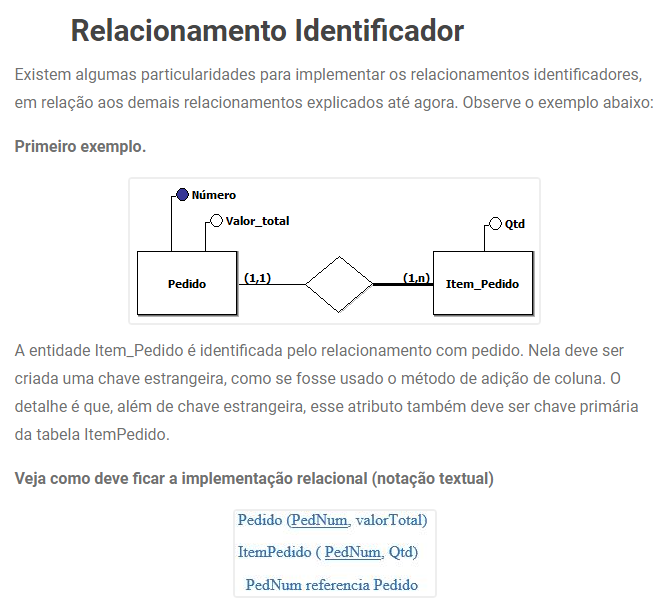 Relacionamento Identificador
Existem algumas particularidades para implementar os relacionamentos identificadores,
em relação aos demais relacionamentos explicados até agora. Observe o exemplo abaixo:
Primeiro exemplo.
Número
Valor_total
Qtd
Pedido
(1,1)
(1,n)
Item_Pedido
A entidade Item_Pedido é identificada pelo relacionamento com pedido. Nela deve ser
criada uma chave estrangeira, como se fosse usado o método de adição de coluna. O
detalhe é que, além de chave estrangeira, esse atributo também deve ser chave primária
da tabela ItemPedido.
Veja como deve ficar a implementação relacional (notação textual)
Pedido (PedNum, valorTotal)
ItemPedido ( PedNum, Qtd)
PedNum referencia Pedido